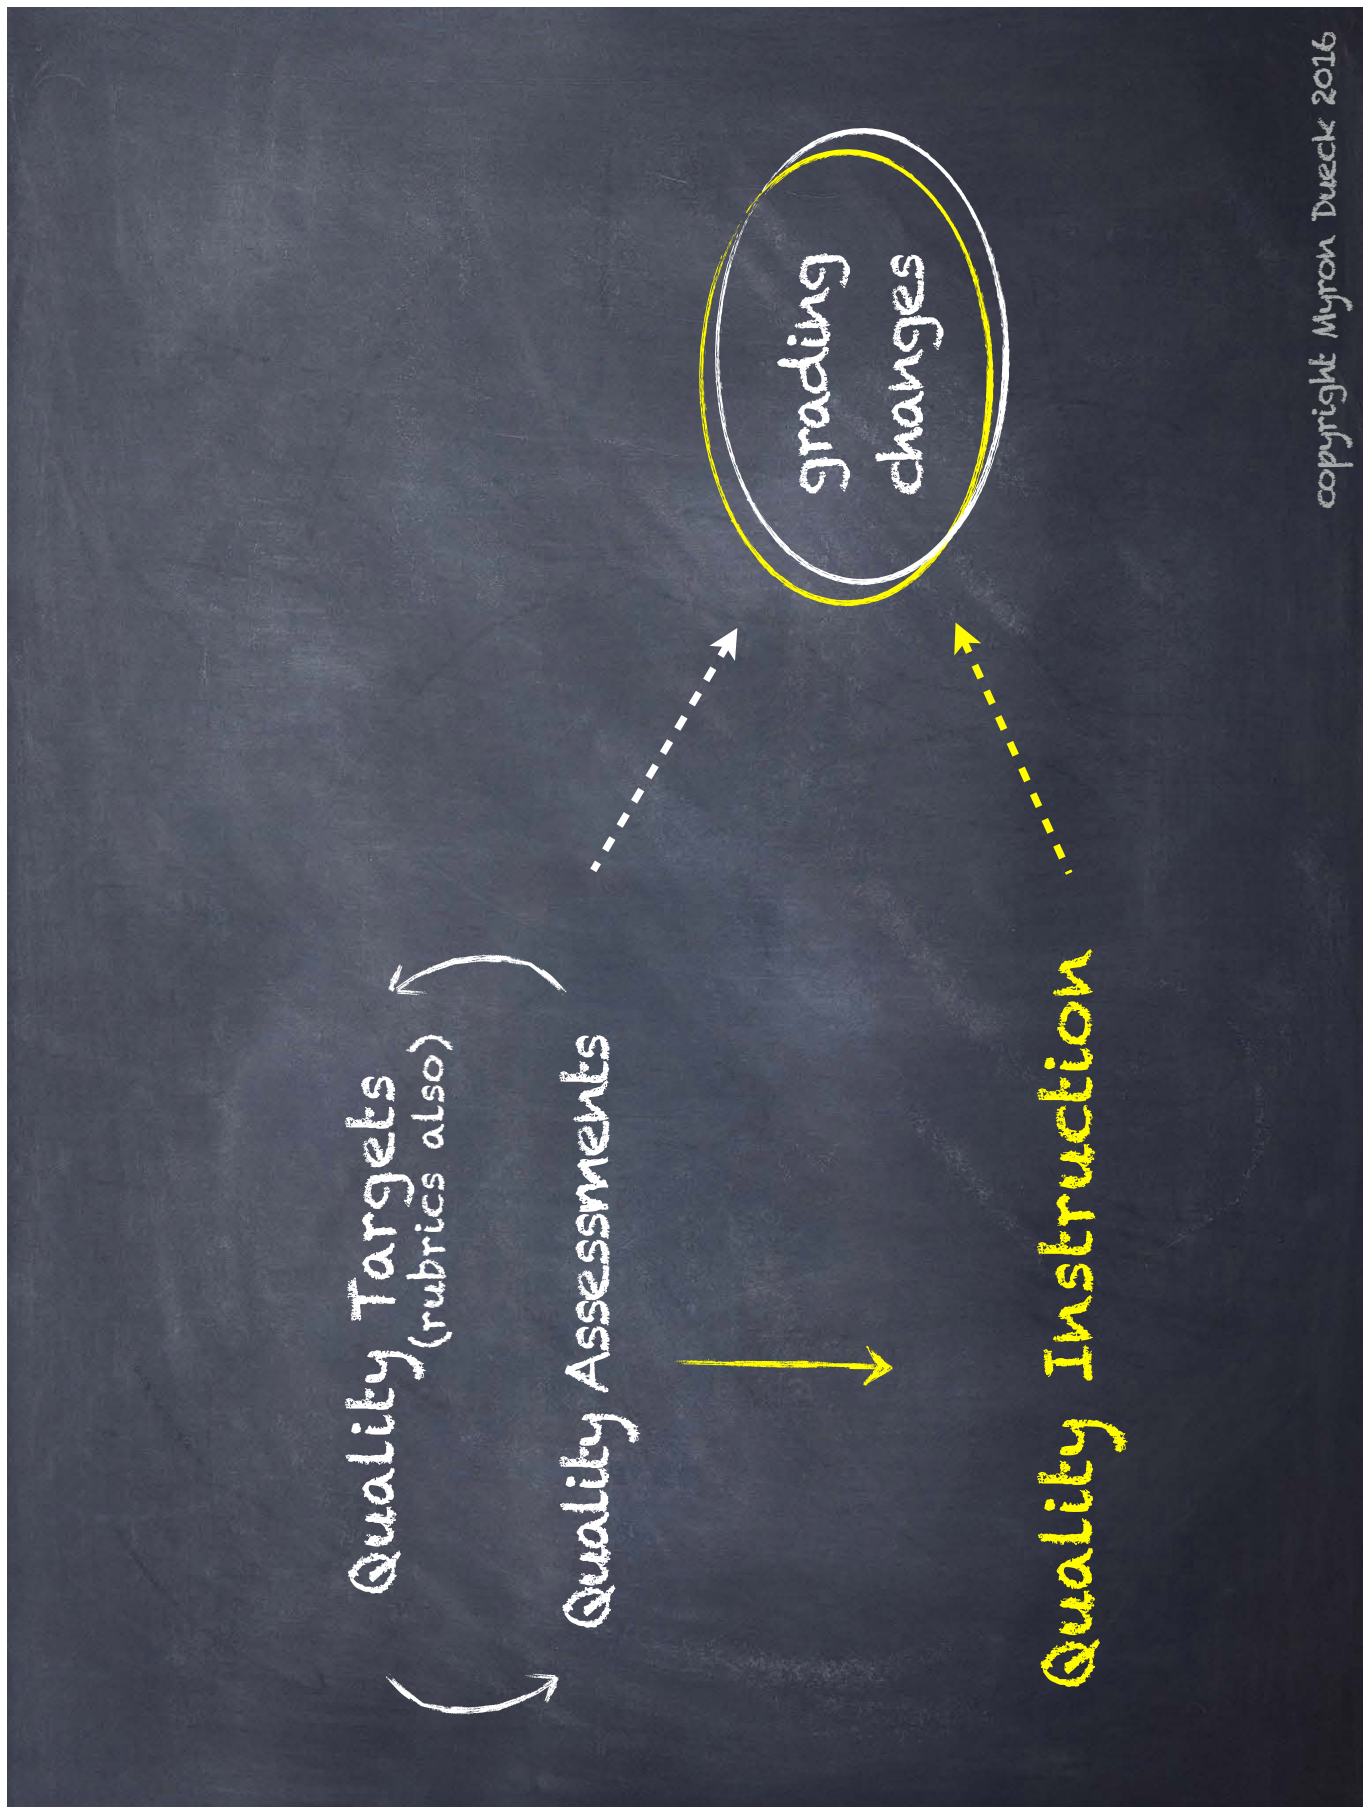 Quality Targets
(rubrics also)
Quality Assessments
Quality Instruction
grading
changes
copyright Myron Dueck 2016